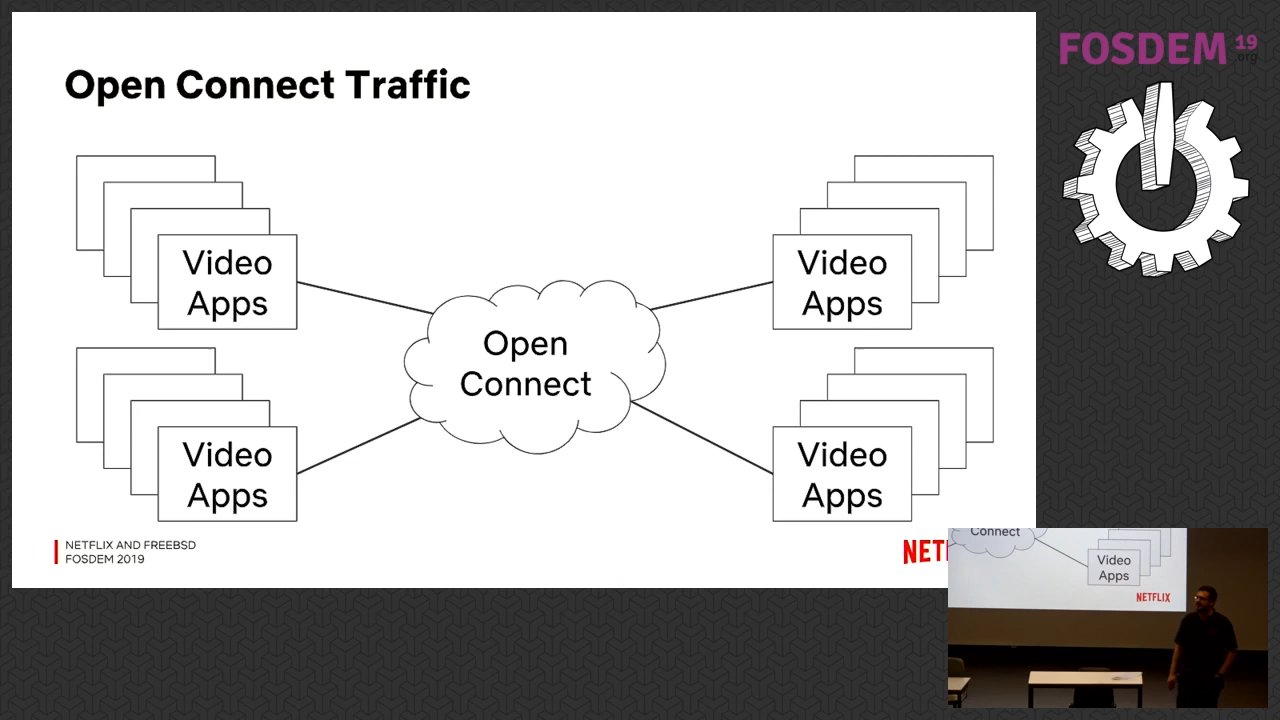 Open Connect Traffic
FOSDEM 19
.org
Video
Apps
Video
Apps
Open
Connect
Video
Apps
Video
Apps
NETFLIX AND FREEBSD
FOSDEM 2019
NET
Connect
Video
Apps
NETFLIX